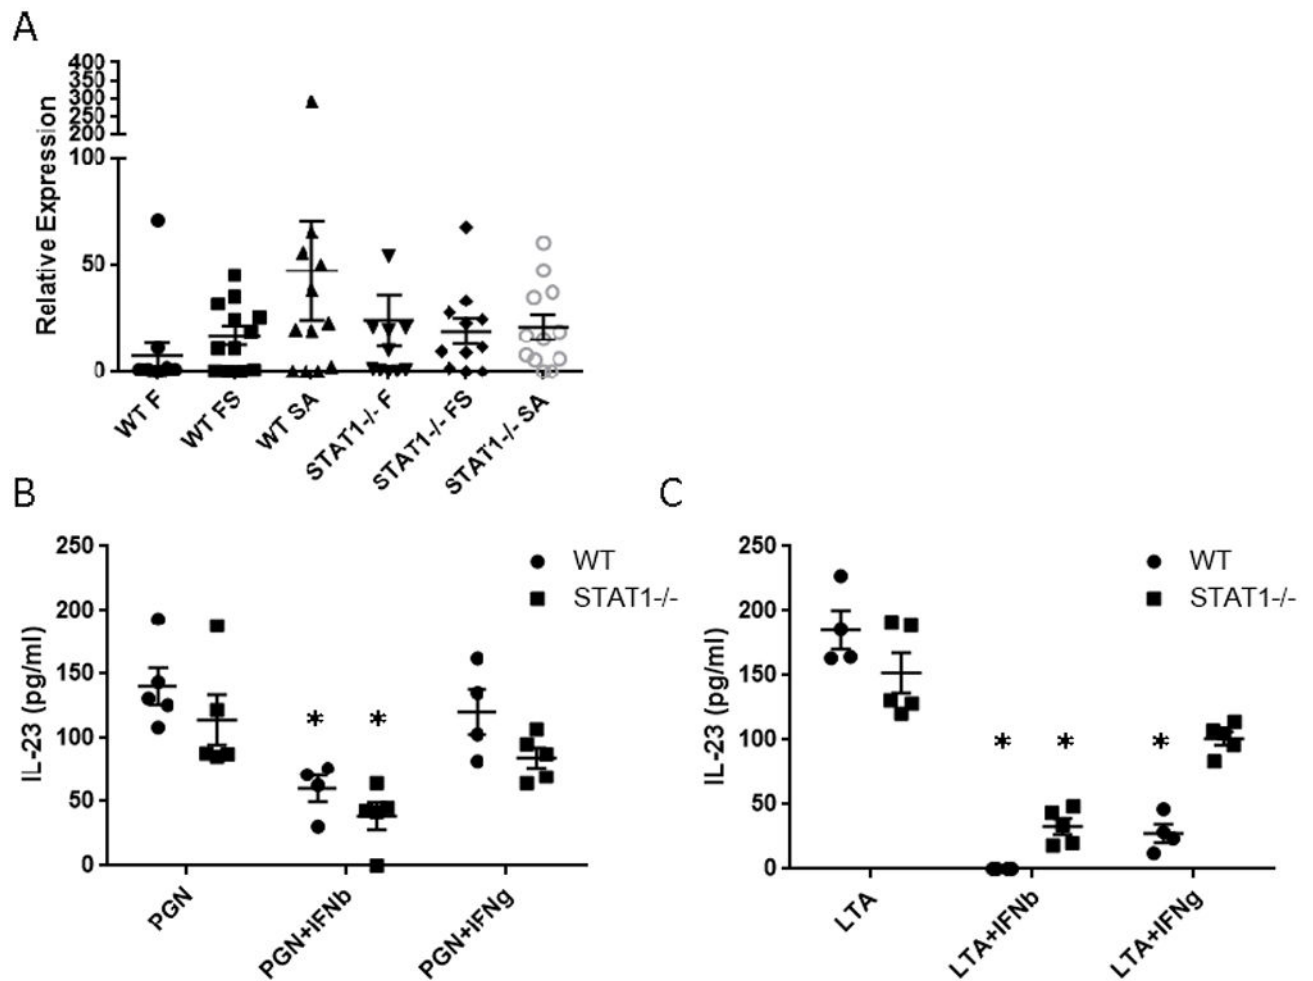 A
Relative Expression
400
350
300
250
200
100
50
0
WT F
WT FS
WT SA
STAT1-/- F
STAT1-/- FS
STAT1-/- SA
B
IL-23 (pg/ml)
250
200
150
100
50
0
WT
STAT1-/-
* *
PGN
PGN+IFNb
PGN+IFNg
C
IL-23 (pg/ml)
250
200
150
100
50
0
WT
STAT1-/-
* * *
LTA
LTA+IFNb
LTA+IFNg